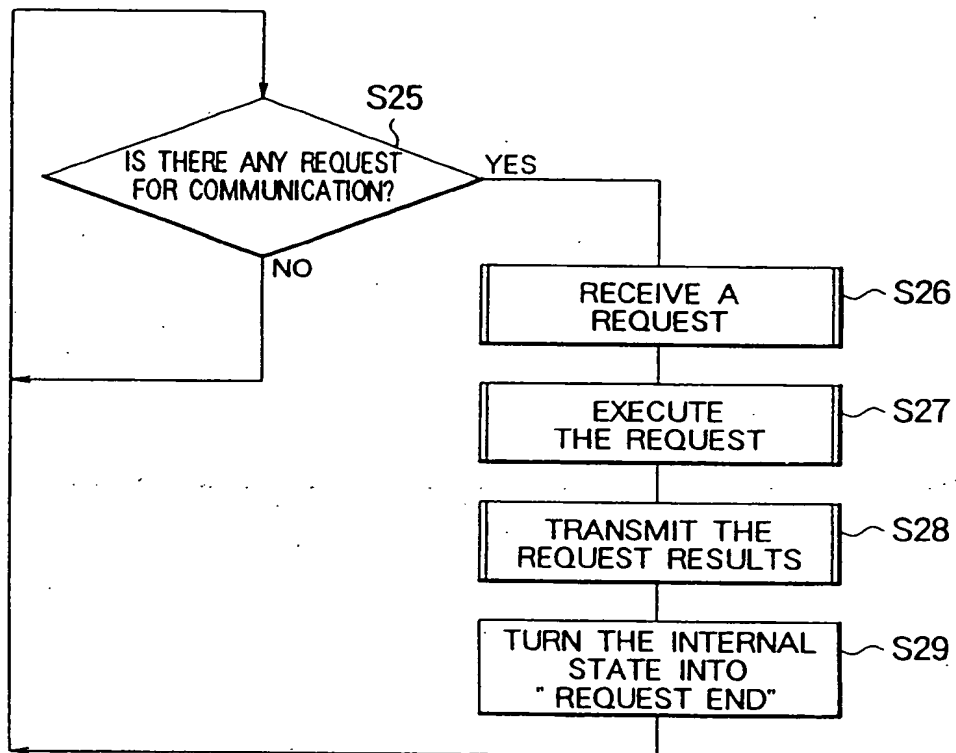 S25
IS THERE ANY REQUEST
FOR COMMUNICATION?
YES
NO
RECEIVE A
REQUEST
S26
EXECUTE
THE REQUEST
S27
TRANSMIT THE
REQUEST RESULTS
S28
TURN THE INTERNAL
STATE INTO
"REQUEST END"
S29